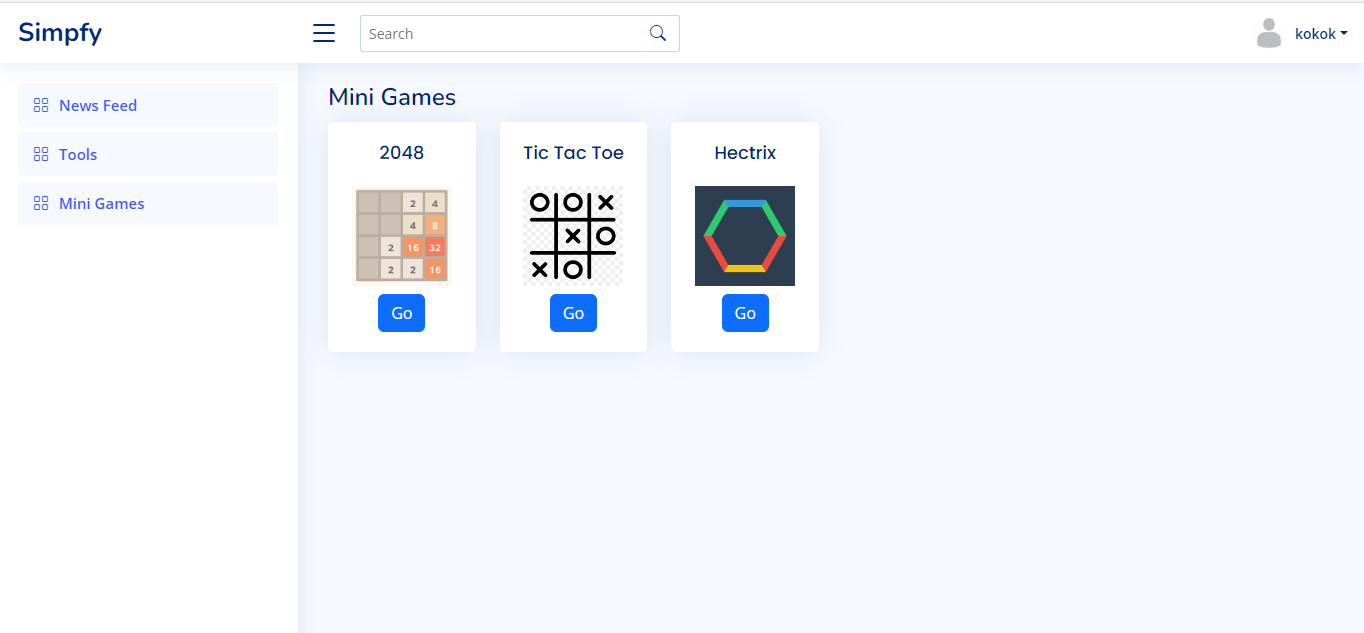 Simpfy
Search
kokok
News Feed
Tools
Mini Games
Mini Games
2048
Tic Tac Toe
Hectrix
2 4
4 8
2 16 32
2 2 16
Go
Go
Go